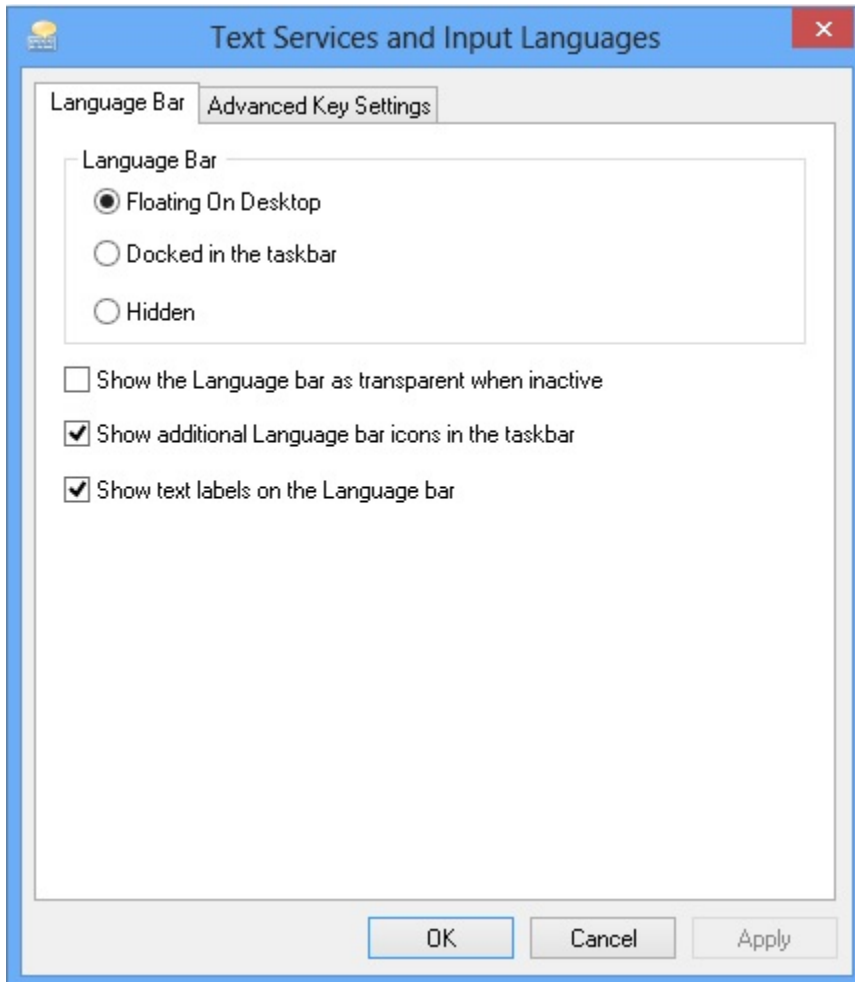 Text Services and Input Languages
Language Bar
Advanced Key Settings
Language Bar
Floating On Desktop
Docked in the taskbar
Hidden
Show the Language bar as transparent when inactive
Show additional Language bar icons in the taskbar
Show text labels on the Language bar
OK
Cancel
Apply